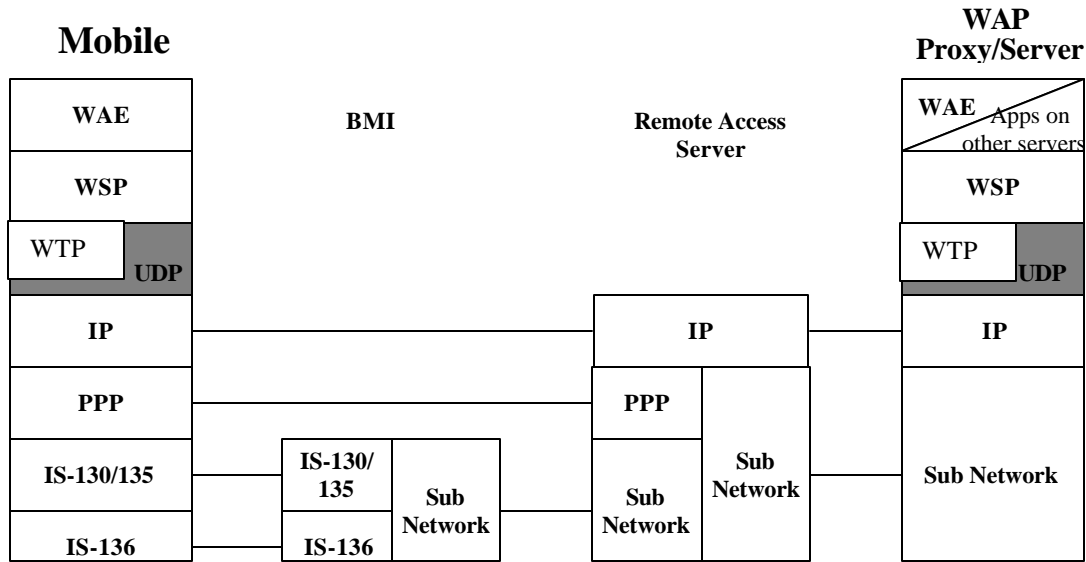 Mobile
WAE
WSP
WTP
UDP
IP
PPP
IS-130/135
IS-136
BMI
IS-130/
135
IS-136
Sub
Network
Remote Access
Server
IP
PPP
Sub
Network
Sub
Network
WAP
Proxy/Server
WAE
Apps on
other servers
WSP
WTP
UDP
IP
Sub Network